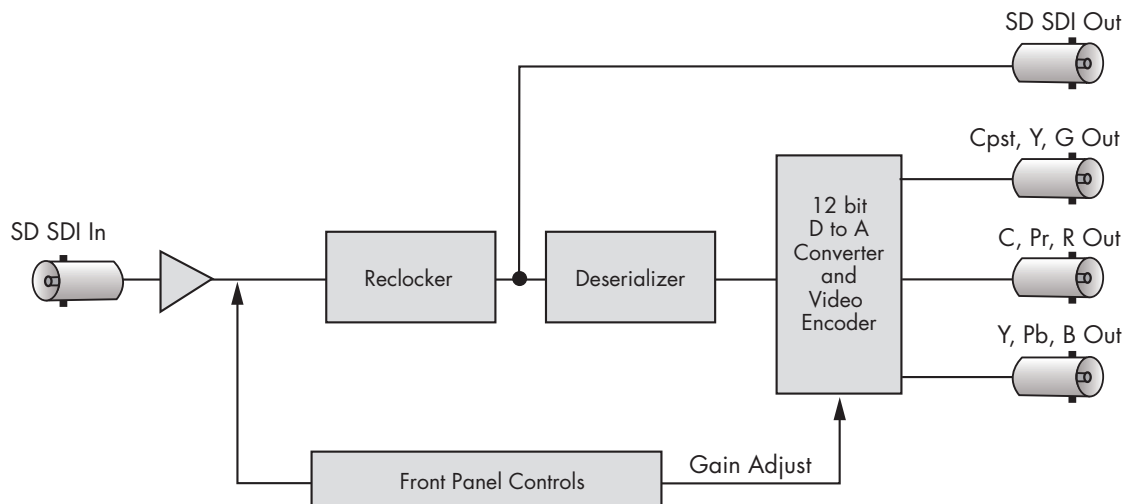 SD SDI Out
Cpst, Y, G Out
SD SDI In
Reclocker
Deserializer
12 bit
D to A
Converter
and
Video
Encoder
C, Pr, R Out
Y, Pb, B Out
Front Panel Controls
Gain Adjust